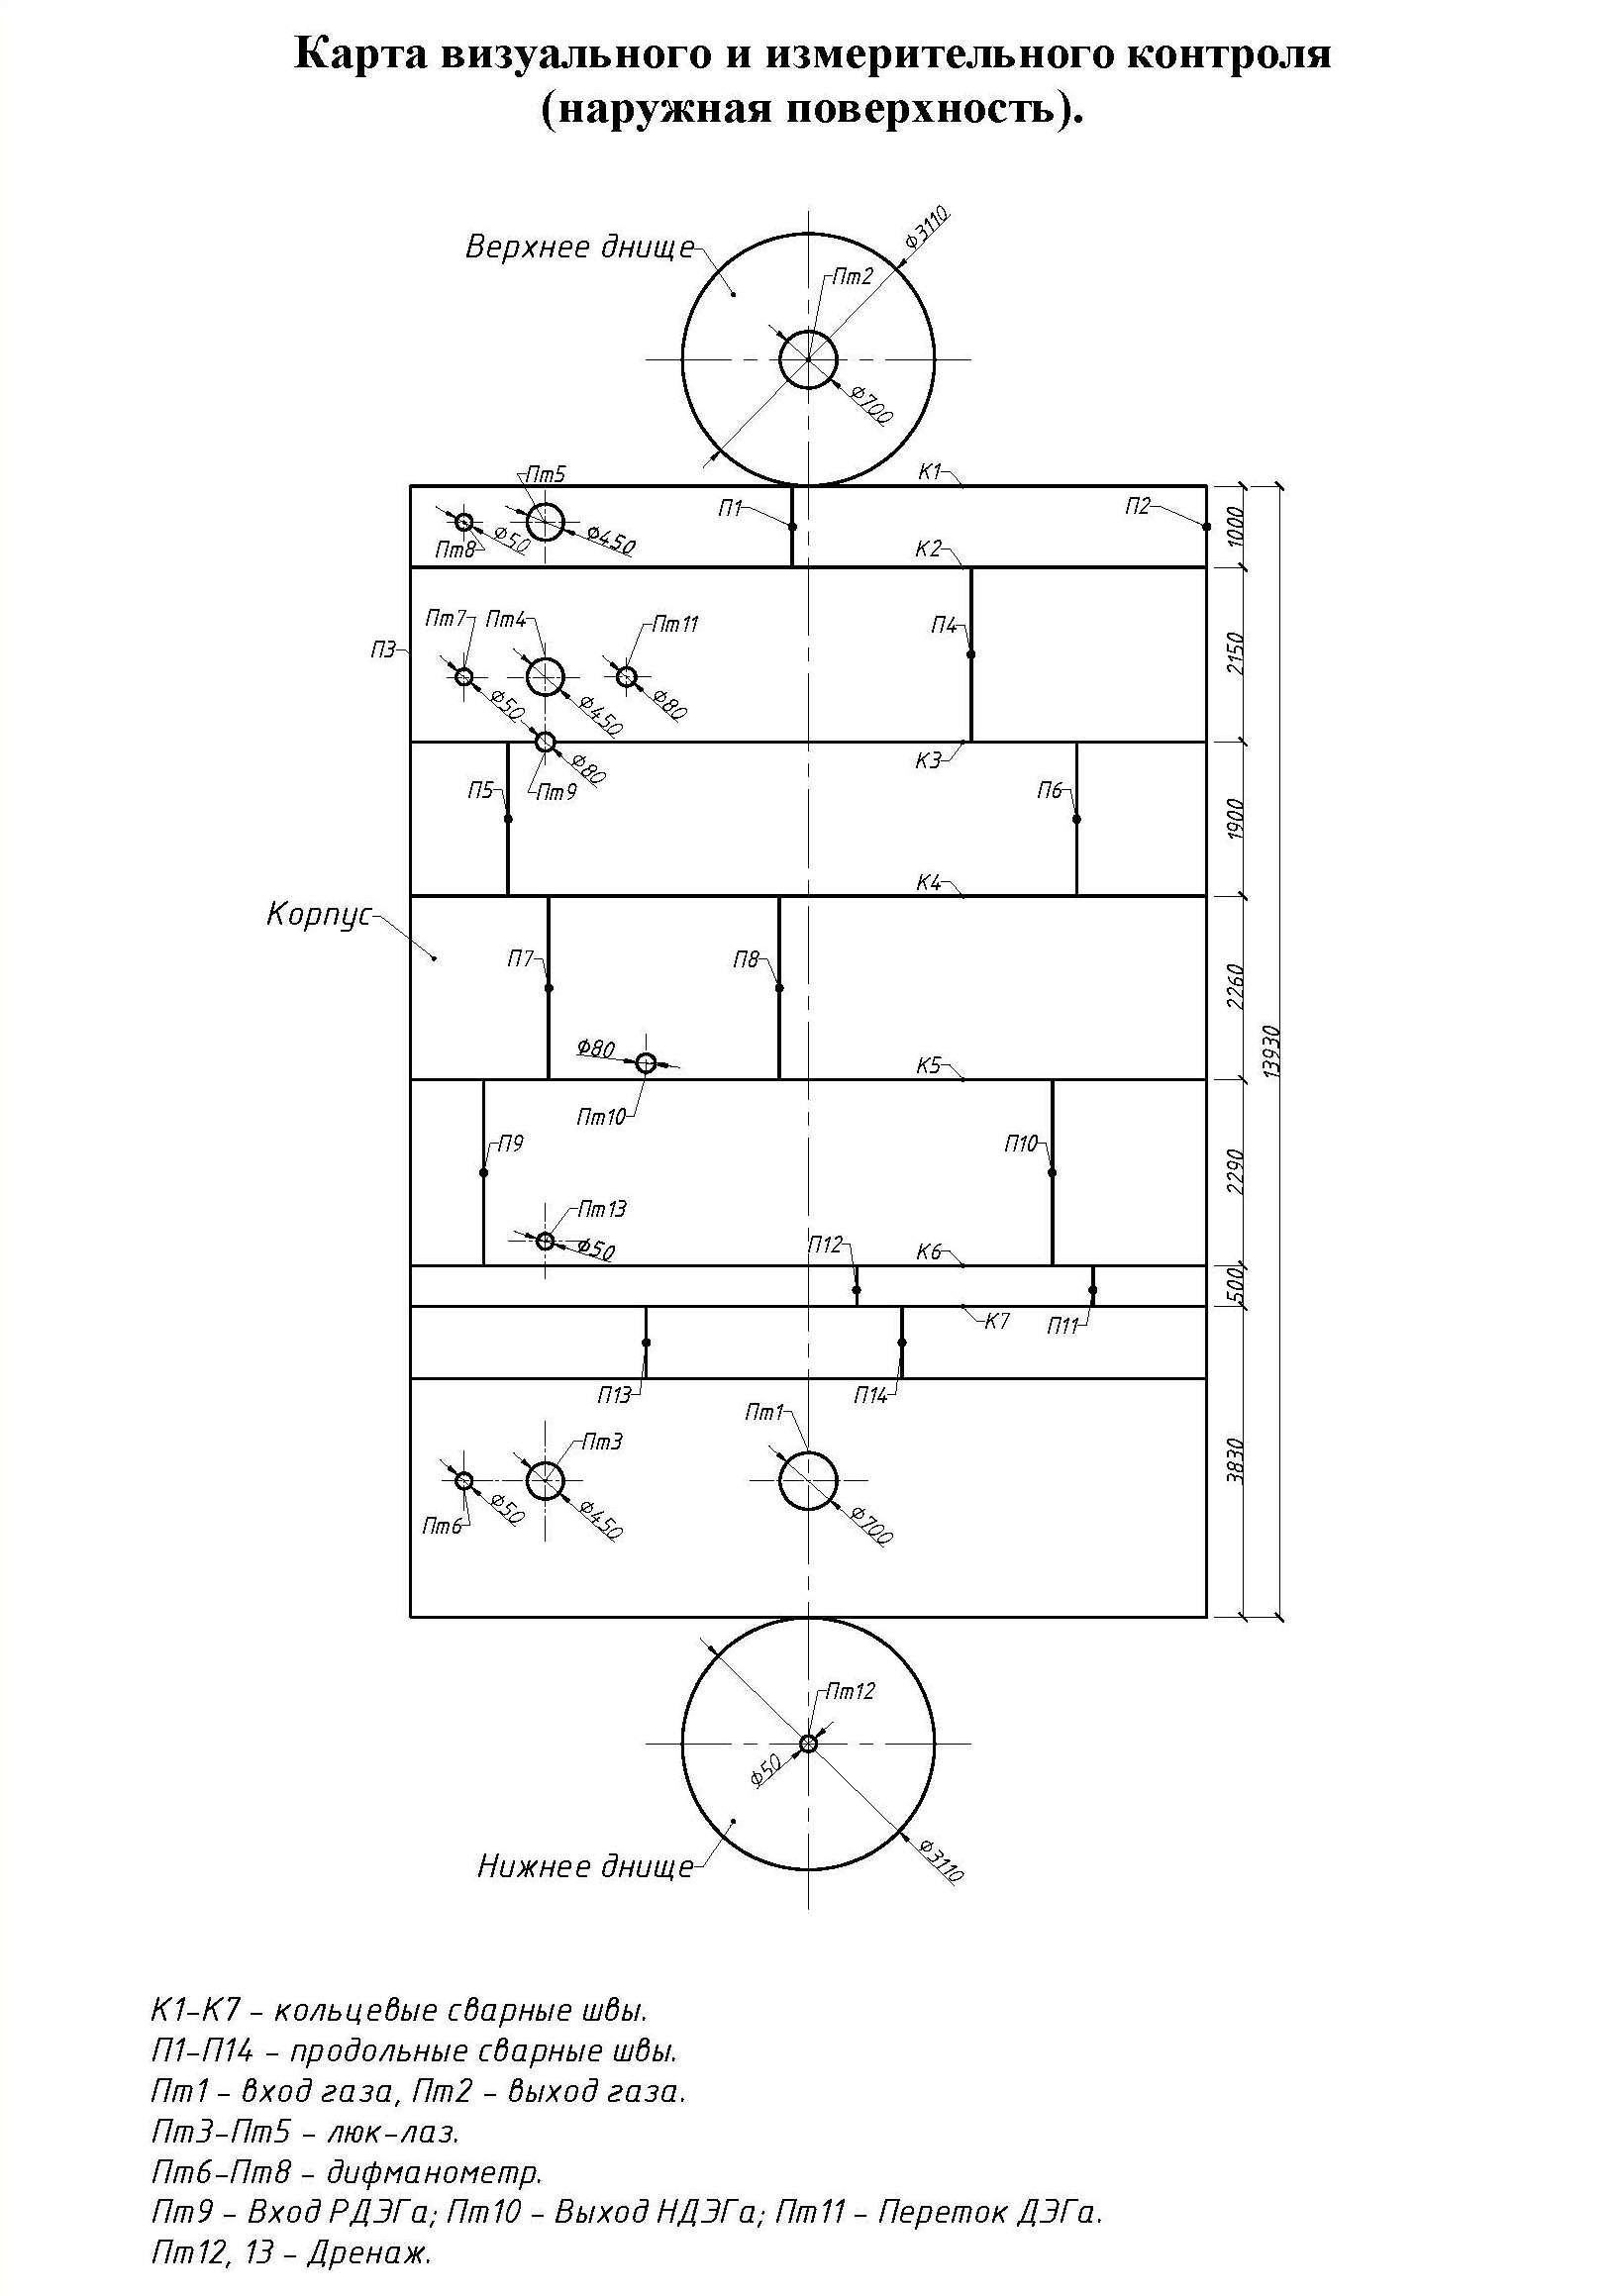 Карта визуального и измерительного контроля
(наружная поверхность).
Верхнее днище
Ф3110
Пт2
Ф700
Пт5
К1
П1
П2
Ф50
Ф450
Пт8
К2
1000
Пт7
Пт4
Пт11
П4
П3
2150
Ф50
Ф450
Ф80
К3
Ф80
П5
Пт9
П6
1900
К4
Корпус
П7
П8
2260
Ф80
К5
13930
Пт10
П9
П10
2290
Пт13
Ф50
П12
К6
500
К7
П11
П13
П14
Пт1
Пт3
3830
Ф50
Ф450
Ф700
Пт6
Пт12
Ф50
Ф3110
Нижнее днище
К1-К7 - кольцевые сварные швы.
П1-П14 - продольные сварные швы.
Пт1 - вход газа, Пт2 - выход газа.
Пт3-Пт5 - люк-лаз.
Пт6-Пт8 - дифманометр.
Пт9 - Вход РДЭГа; Пт10 - Выход НДЭГа; Пт11 - Переток ДЭГа.
Пт12, 13 - Дренаж.